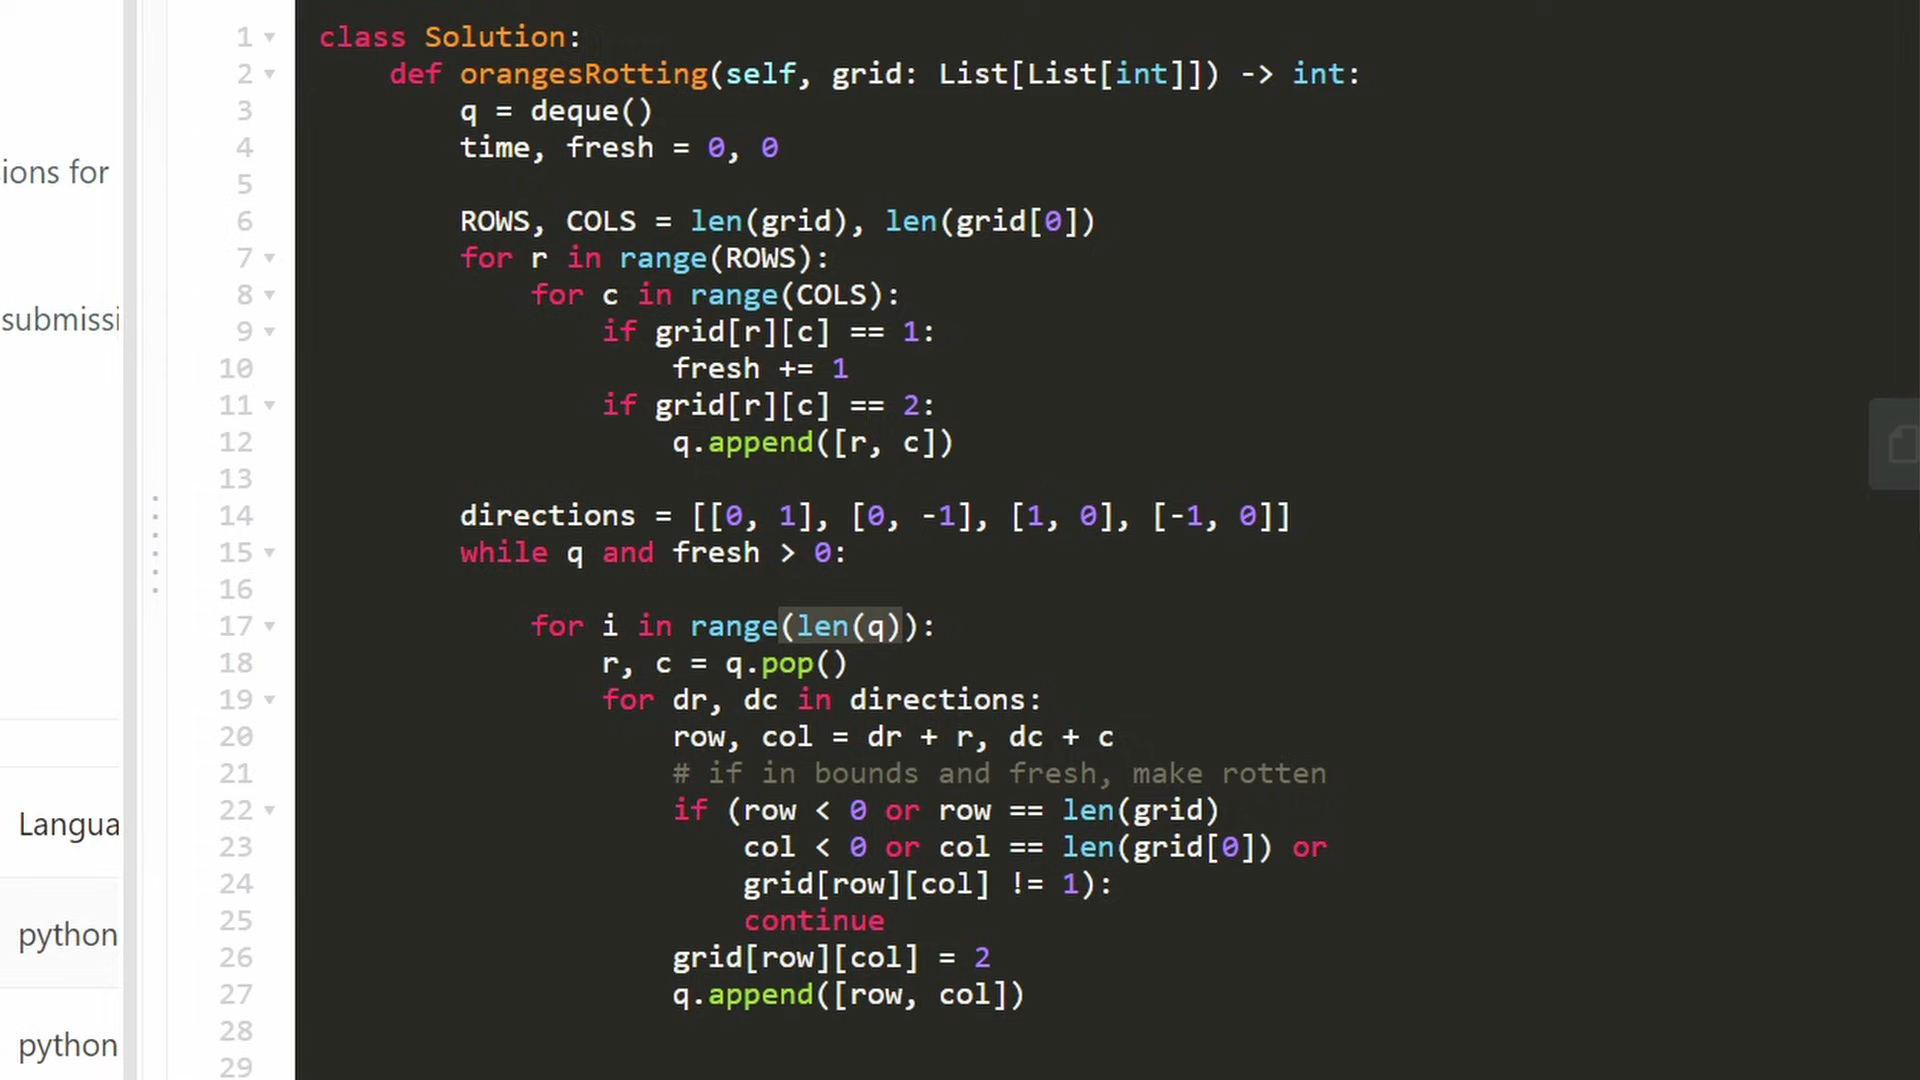 ions for
submissi
Langua
python
python
1 class Solution:
2     def orangesRotting(self, grid: List[List[int]]) -> int:
3         q = deque()
4         time, fresh = 0, 0
5
6         ROWS, COLS = len(grid), len(grid[0])
7         for r in range(ROWS):
8             for c in range(COLS):
9                 if grid[r][c] == 1:
10                     fresh += 1
11                 if grid[r][c] == 2:
12                     q.append([r, c])
13
14         directions = [[0, 1], [0, -1], [1, 0], [-1, 0]]
15         while q and fresh > 0:
16
17             for i in range(len(q)):
18                 r, c = q.pop()
19                 for dr, dc in directions:
20                     row, col = dr + r, dc + c
21                     # if in bounds and fresh, make rotten
22                     if (row < 0 or row == len(grid)
23                         col < 0 or col == len(grid[0]) or
24                         grid[row][col] != 1):
25                         continue
26                     grid[row][col] = 2
27                     q.append([row, col])
28
29